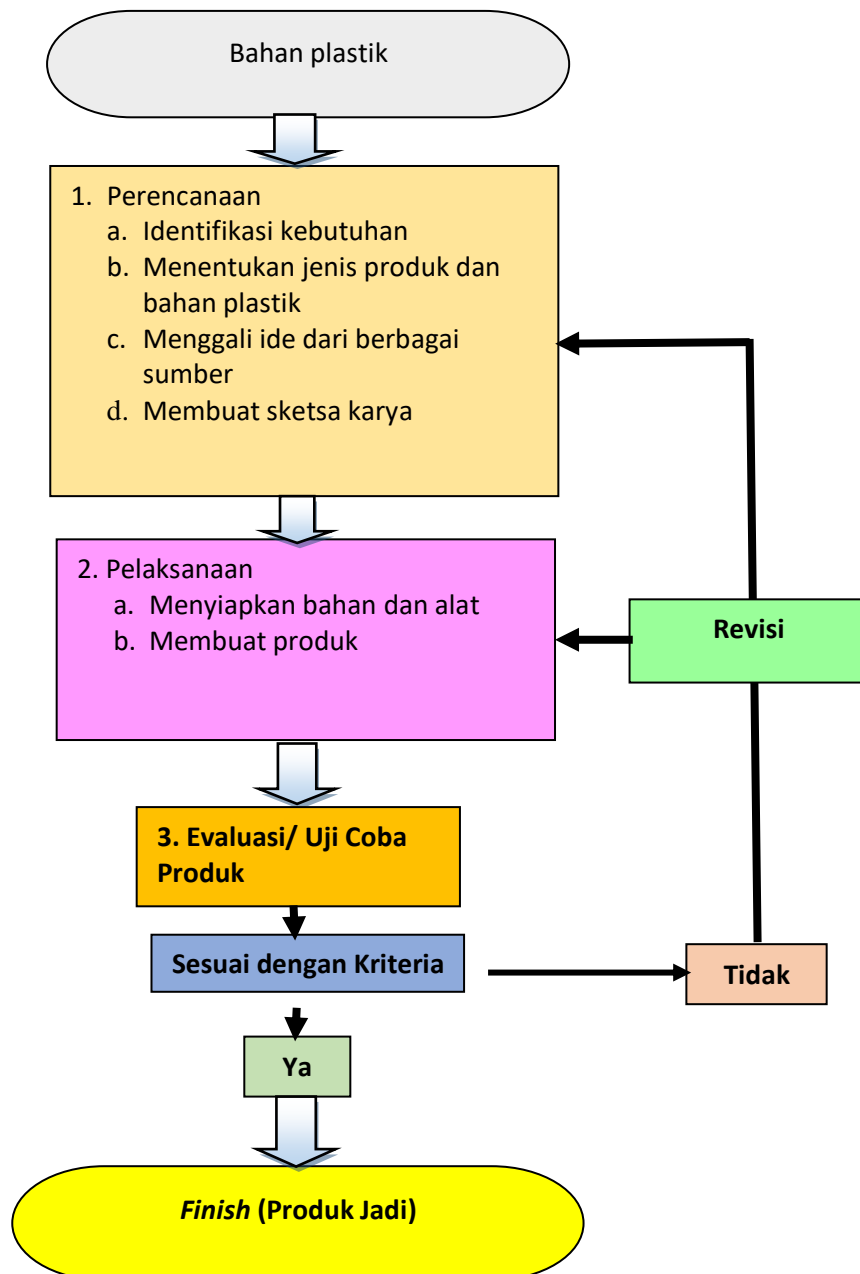 Bahan plastik
1. Perencanaan
a. Identifikasi kebutuhan
b. Menentukan jenis produk dan
bahan plastik
c. Menggali ide dari berbagai
sumber
d. Membuat sketsa karya
2. Pelaksanaan
a. Menyiapkan bahan dan alat
b. Membuat produk
Revisi
3. Evaluasi/ Uji Coba
Produk
Sesuai dengan Kriteria
Tidak
Ya
Finish (Produk Jadi)